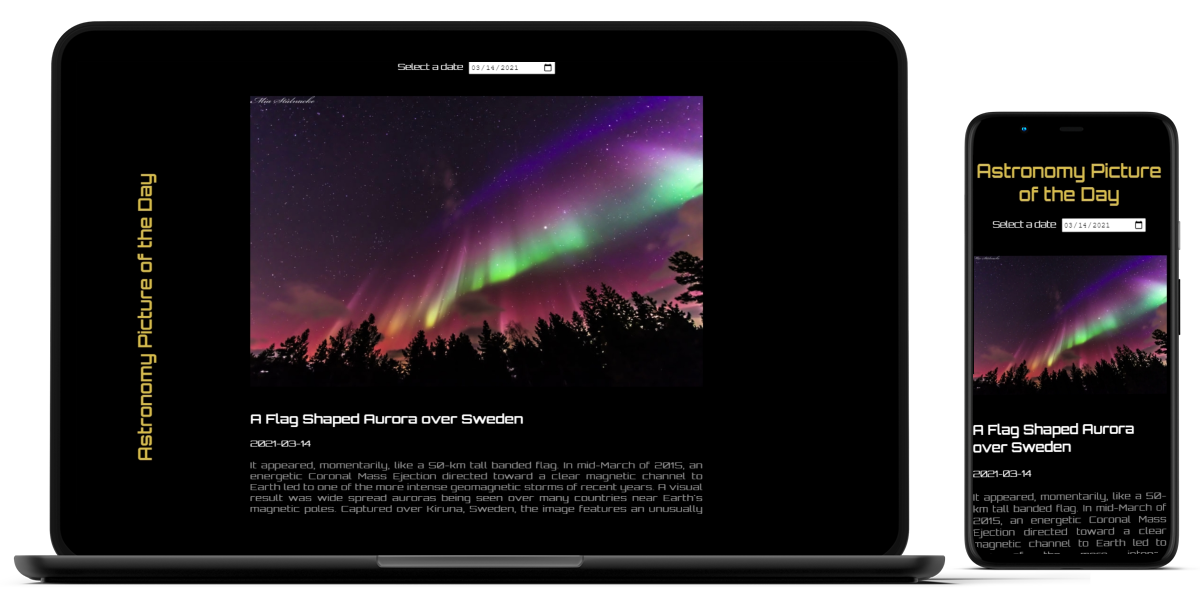 Select a date 03/14/2021
Mia Stålnacke
Astronomy Picture of the Day
A Flag Shaped Aurora over Sweden
2021-03-14
It appeared, momentarily, like a 50-km tall banded flag. In mid-March of 2015, an
energetic Coronal Mass Ejection directed toward a clear magnetic channel to
Earth led to one of the more intense geomagnetic storms of recent years. A visual
result was wide spread auroras being seen over many countries near Earth's
magnetic poles. Captured over Kiruna, Sweden, the image features an unusually
Astronomy Picture
of the Day
Select a date 03/14/2021
A Flag Shaped Aurora
over Sweden
2021-03-14
It appeared, momentarily, like a 50-
km tall banded flag. In mid-March of
2015, an energetic Coronal Mass
Ejection directed toward a clear
magnetic channel to Earth led to